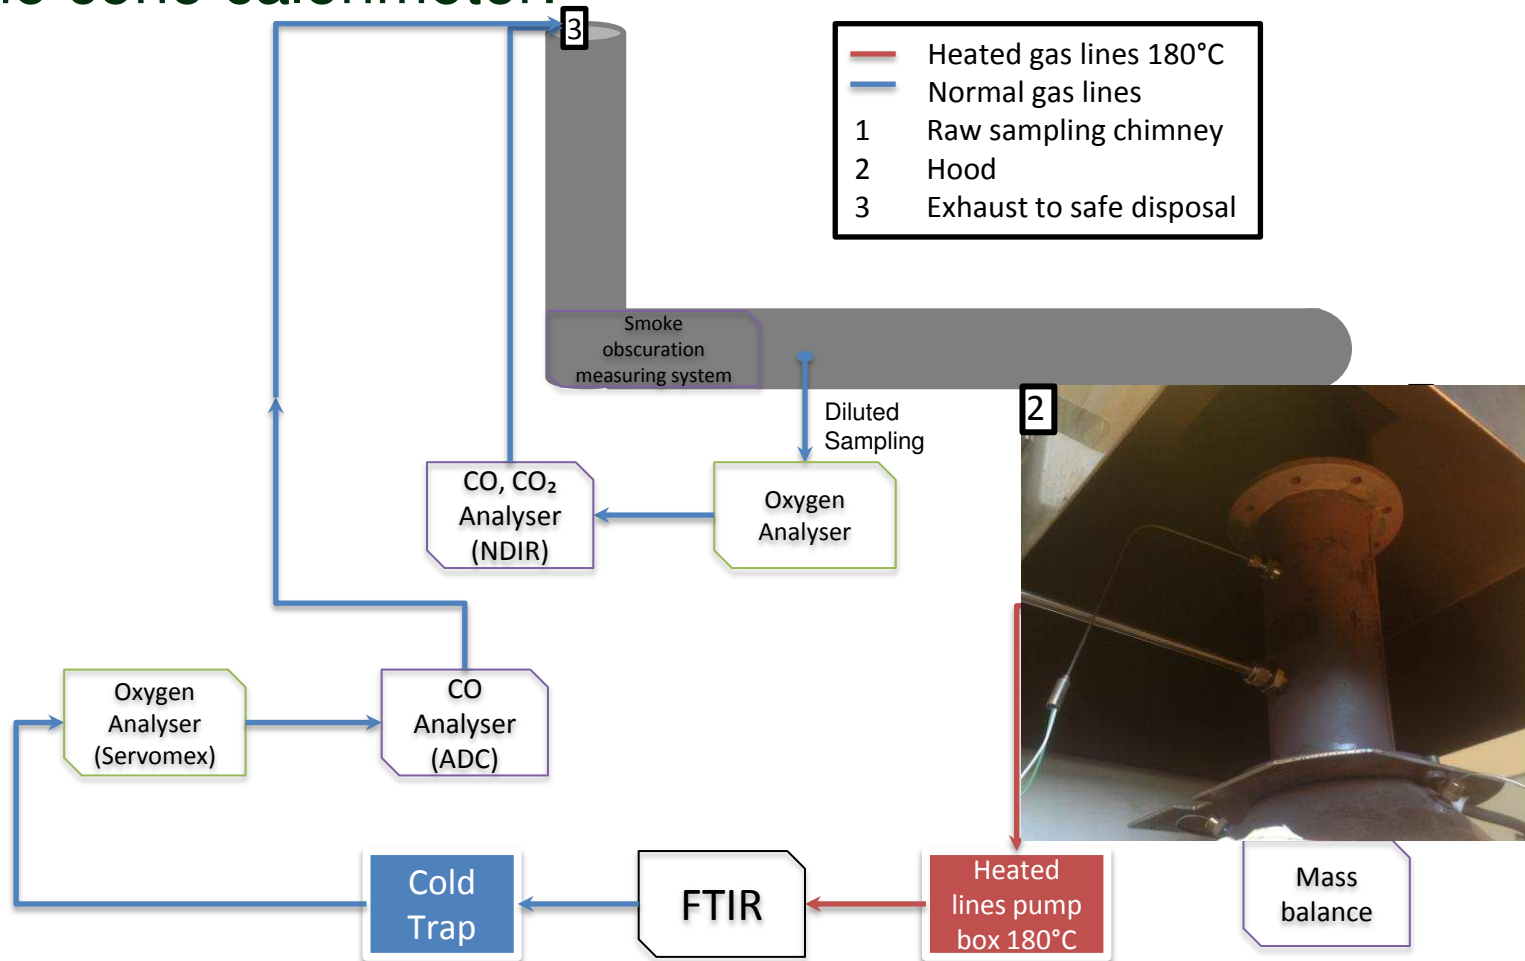 cone calorimeter.
3
Heated gas lines 180°C
Normal gas lines
1 Raw sampling chimney
2 Hood
3 Exhaust to safe disposal
Smoke
obscuration
measuring system
Diluted
Sampling
2
CO, CO₂
Analyser
(NDIR)
Oxygen
Analyser
Oxygen
Analyser
(Servomex)
CO
Analyser
(ADC)
Cold
Trap
FTIR
Heated
lines pump
box 180°C
Mass
balance